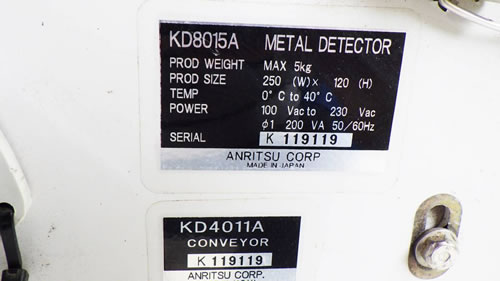 KD8015A METAL DETECTOR
PROD WEIGHT MAX 5kg
PROD SIZE 250 (W)× 120 (H)
TEMP 0° C to 40° C
POWER 100 Vac to 230 Vac
φ1 200 VA 50/60Hz
SERIAL K 119119
ANRITSU CORP
MADE IN JAPAN
KD4011A
CONVEYOR
K 119119
ANRITSU CORP.